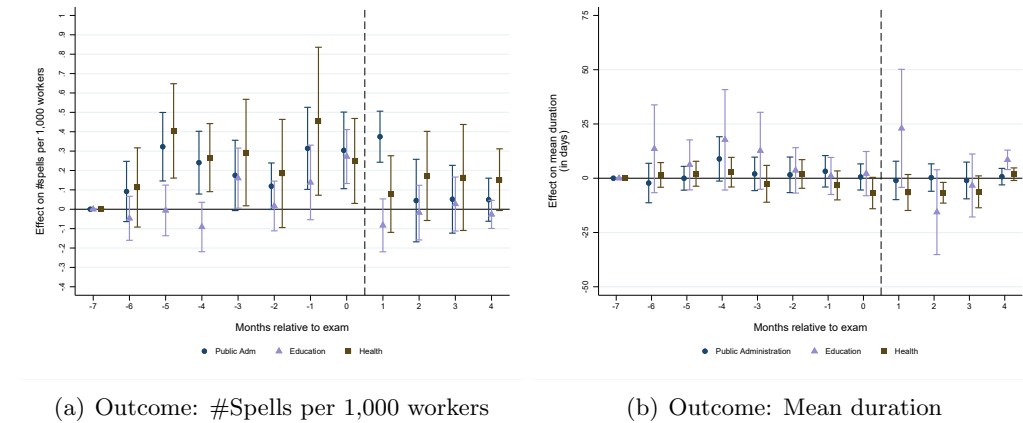 Effect on #spells per 1,000 workers
1
.9
.8
.7
.6
.5
.4
.3
.2
.1
0
-.1
-.2
-.3
-.4
-7 -6 -5 -4 -3 -2 -1 0 1 2 3 4
Months relative to exam
Public Adm Education Health
(a) Outcome: #Spells per 1,000 workers
Effect on mean duration
(in days)
75
50
25
0
-25
-50
-7 -6 -5 -4 -3 -2 -1 0 1 2 3 4
Months relative to exam
Public Administration Education Health
(b) Outcome: Mean duration